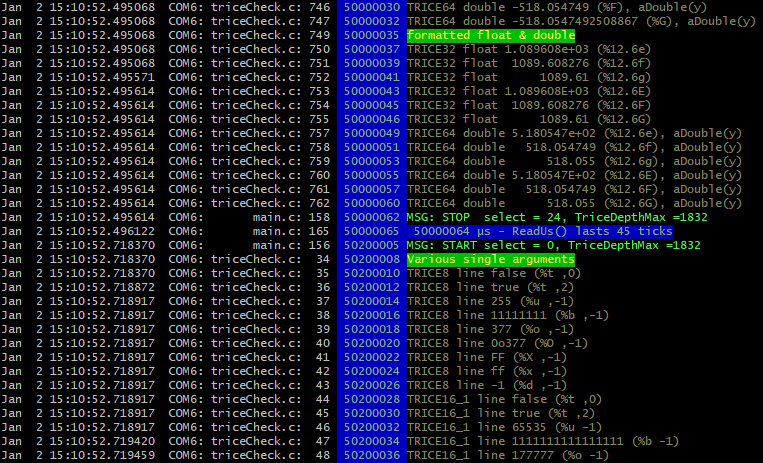 Jan  2 15:10:52.495068  COM6: triceCheck.c: 746  50000030 TRICE64 double -518.054749 (%F), aDouble(y)
Jan  2 15:10:52.495068  COM6: triceCheck.c: 747  50000032 TRICE64 double -518.0547492508867 (%G), aDouble(y)
Jan  2 15:10:52.495068  COM6: triceCheck.c: 749  50000035 formatted float & double
Jan  2 15:10:52.495068  COM6: triceCheck.c: 750  50000037 TRICE32 float 1.089608e+03 (%12.6e)
Jan  2 15:10:52.495068  COM6: triceCheck.c: 751  50000039 TRICE32 float  1089.608276 (%12.6f)
Jan  2 15:10:52.495571  COM6: triceCheck.c: 752  50000041 TRICE32 float      1089.61 (%12.6g)
Jan  2 15:10:52.495614  COM6: triceCheck.c: 753  50000043 TRICE32 float 1.089608E+03 (%12.6E)
Jan  2 15:10:52.495614  COM6: triceCheck.c: 754  50000045 TRICE32 float  1089.608276 (%12.6F)
Jan  2 15:10:52.495614  COM6: triceCheck.c: 755  50000046 TRICE32 float      1089.61 (%12.6G)
Jan  2 15:10:52.495614  COM6: triceCheck.c: 757  50000049 TRICE64 double 5.180547e+02 (%12.6e), aDouble(y)
Jan  2 15:10:52.495614  COM6: triceCheck.c: 758  50000051 TRICE64 double   518.054749 (%12.6f), aDouble(y)
Jan  2 15:10:52.495614  COM6: triceCheck.c: 759  50000053 TRICE64 double      518.055 (%12.6g), aDouble(y)
Jan  2 15:10:52.495614  COM6: triceCheck.c: 760  50000055 TRICE64 double 5.180547E+02 (%12.6E), aDouble(y)
Jan  2 15:10:52.495614  COM6: triceCheck.c: 761  50000057 TRICE64 double   518.054749 (%12.6F), aDouble(y)
Jan  2 15:10:52.495614  COM6: triceCheck.c: 762  50000060 TRICE64 double      518.055 (%12.6G), aDouble(y)
Jan  2 15:10:52.495614  COM6:       main.c: 158  50000062 MSG: STOP  select = 24, TriceDepthMax =1832
Jan  2 15:10:52.496122  COM6:       main.c: 165  50000065  50000064 µs - ReadUs() lasts 45 ticks
Jan  2 15:10:52.718370  COM6:       main.c: 156  50200005 MSG: START select = 0, TriceDepthMax =1832
Jan  2 15:10:52.718370  COM6: triceCheck.c:  34  50200008 Various single arguments
Jan  2 15:10:52.718370  COM6: triceCheck.c:  35  50200010 TRICE8 line false (%t ,0)
Jan  2 15:10:52.718872  COM6: triceCheck.c:  36  50200012 TRICE8 line true (%t ,2)
Jan  2 15:10:52.718917  COM6: triceCheck.c:  37  50200014 TRICE8 line 255 (%u ,-1)
Jan  2 15:10:52.718917  COM6: triceCheck.c:  38  50200016 TRICE8 line 11111111 (%b ,-1)
Jan  2 15:10:52.718917  COM6: triceCheck.c:  39  50200018 TRICE8 line 377 (%o ,-1)
Jan  2 15:10:52.718917  COM6: triceCheck.c:  40  50200020 TRICE8 line 0o377 (%O ,-1)
Jan  2 15:10:52.718917  COM6: triceCheck.c:  41  50200022 TRICE8 line FF (%X ,-1)
Jan  2 15:10:52.718917  COM6: triceCheck.c:  42  50200024 TRICE8 line ff (%x ,-1)
Jan  2 15:10:52.718917  COM6: triceCheck.c:  43  50200026 TRICE8 line -1 (%d ,-1)
Jan  2 15:10:52.718917  COM6: triceCheck.c:  44  50200028 TRICE16_1 line false (%t ,0)
Jan  2 15:10:52.718917  COM6: triceCheck.c:  45  50200030 TRICE16_1 line true (%t ,2)
Jan  2 15:10:52.718917  COM6: triceCheck.c:  46  50200032 TRICE16_1 line 65535 (%u -1)
Jan  2 15:10:52.719420  COM6: triceCheck.c:  47  50200034 TRICE16_1 line 1111111111111111 (%b -1)
Jan  2 15:10:52.719459  COM6: triceCheck.c:  48  50200036 TRICE16_1 line 177777 (%o -1)